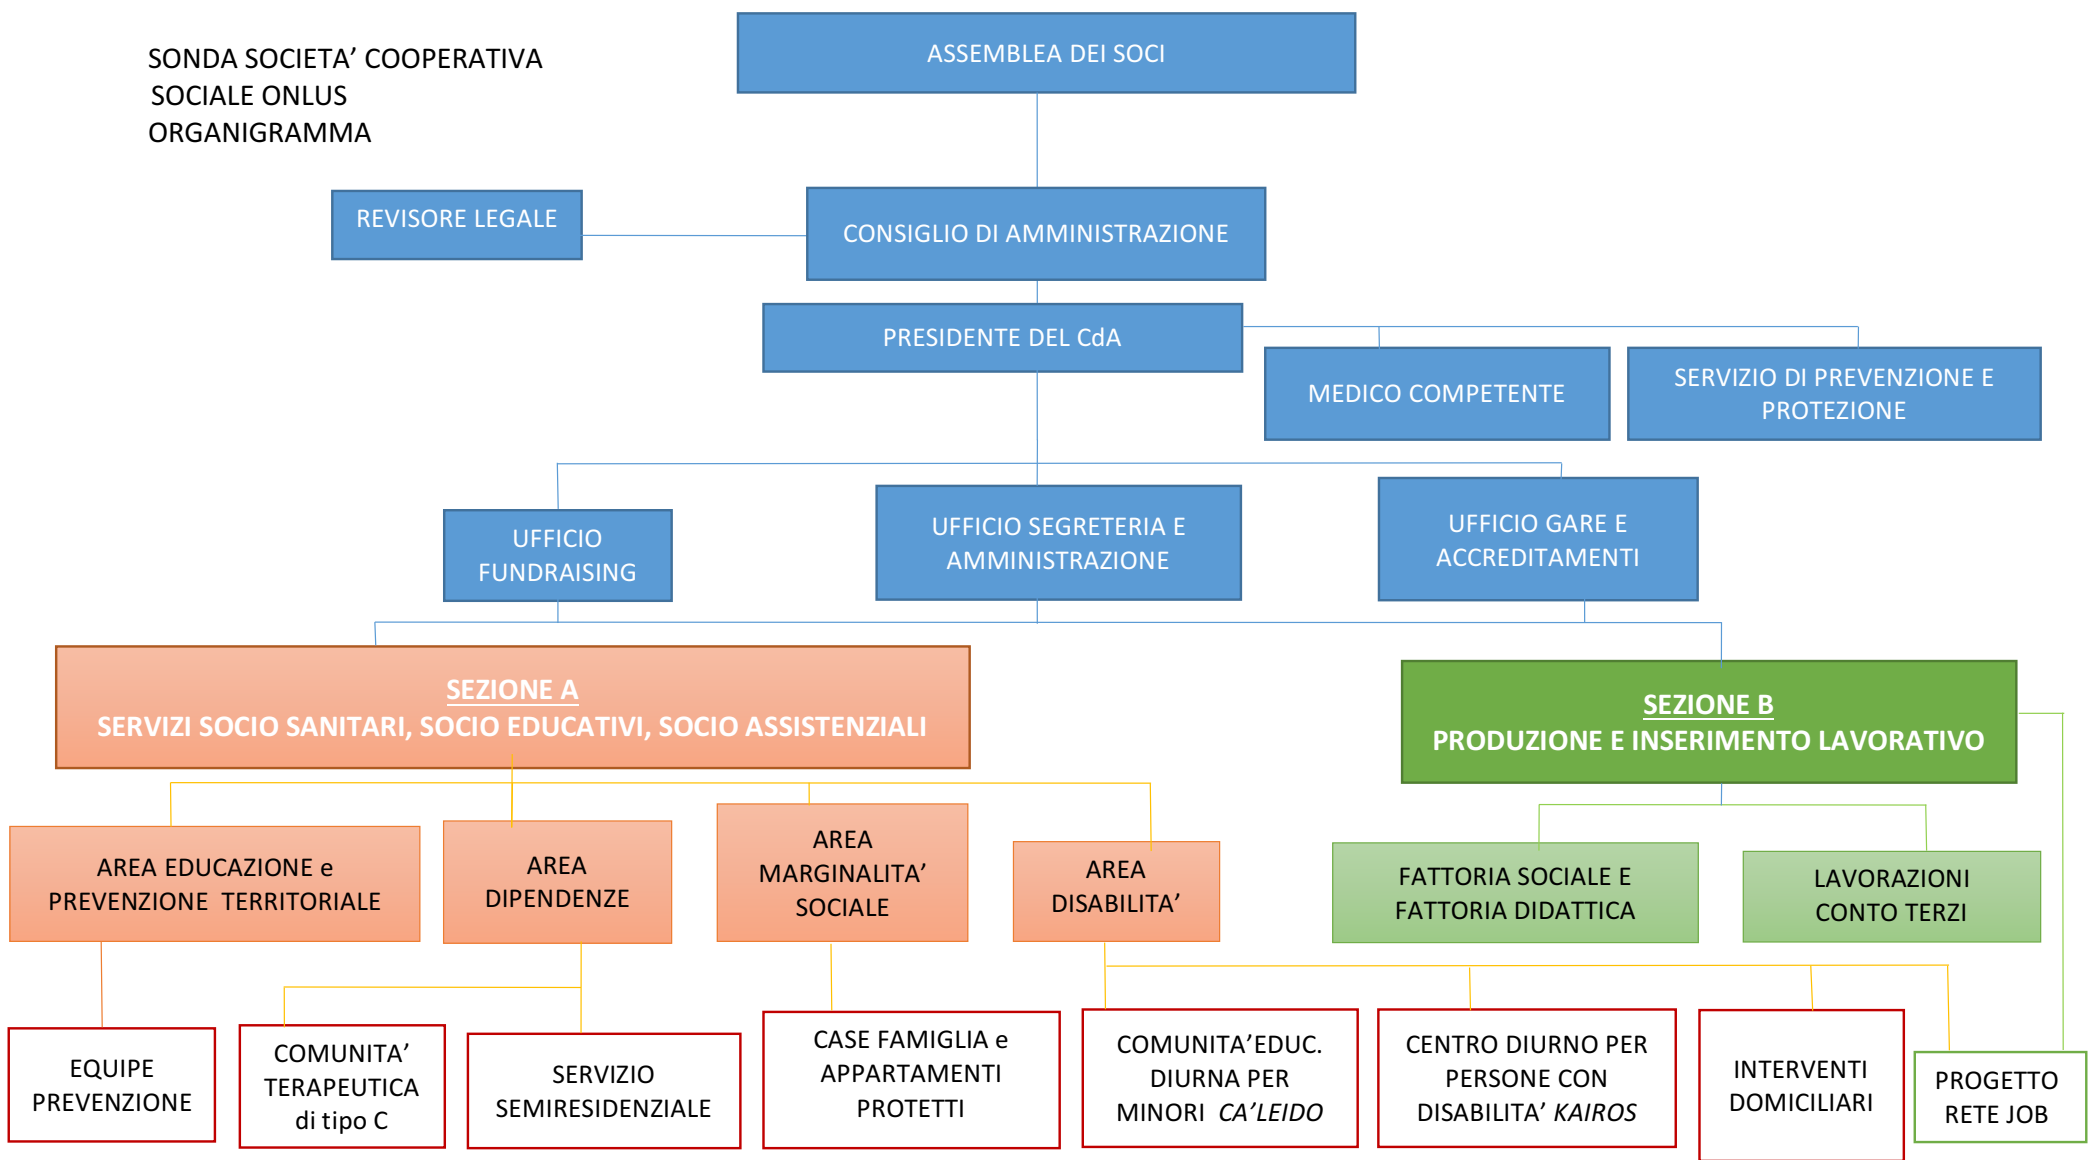 SONDA SOCIETA’ COOPERATIVA
SOCIALE ONLUS
ORGANIGRAMMA
ASSEMBLEA DEI SOCI
REVISORE LEGALE
CONSIGLIO DI AMMINISTRAZIONE
PRESIDENTE DEL CdA
MEDICO COMPETENTE
SERVIZIO DI PREVENZIONE E
PROTEZIONE
UFFICIO
FUNDRAISING
UFFICIO SEGRETERIA E
AMMINISTRAZIONE
UFFICIO GARE E
ACCREDITAMENTI
SEZIONE A
SERVIZI SOCIO SANITARI, SOCIO EDUCATIVI, SOCIO ASSISTENZIALI
SEZIONE B
PRODUZIONE E INSERIMENTO LAVORATIVO
AREA EDUCAZIONE e
PREVENZIONE TERRITORIALE
AREA
DIPENDENZE
AREA
MARGINALITA’
SOCIALE
AREA
DISABILITA’
FATTORIA SOCIALE E
FATTORIA DIDATTICA
LAVORAZIONI
CONTO TERZI
EQUIPE
PREVENZIONE
COMUNITA’
TERAPEUTICA
di tipo C
SERVIZIO
SEMIRESIDENZIALE
CASE FAMIGLIA e
APPARTAMENTI
PROTETTI
COMUNITA’EDUC.
DIURNA PER
MINORI CA’LEIDO
CENTRO DIURNO PER
PERSONE CON
DISABILITA’ KAIROS
INTERVENTI
DOMICILIARI
PROGETTO
RETE JOB